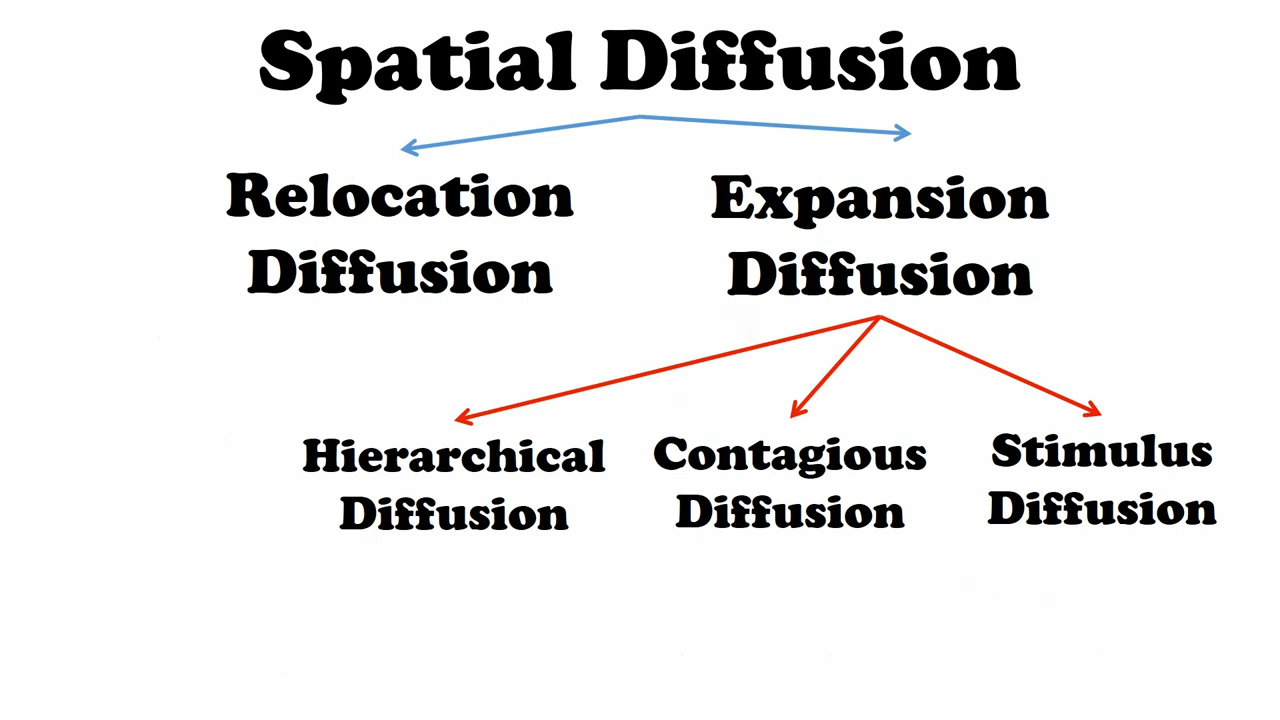 Spatial Diffusion
Relocation
Diffusion
Expansion
Diffusion
Hierarchical
Diffusion
Contagious
Diffusion
Stimulus
Diffusion